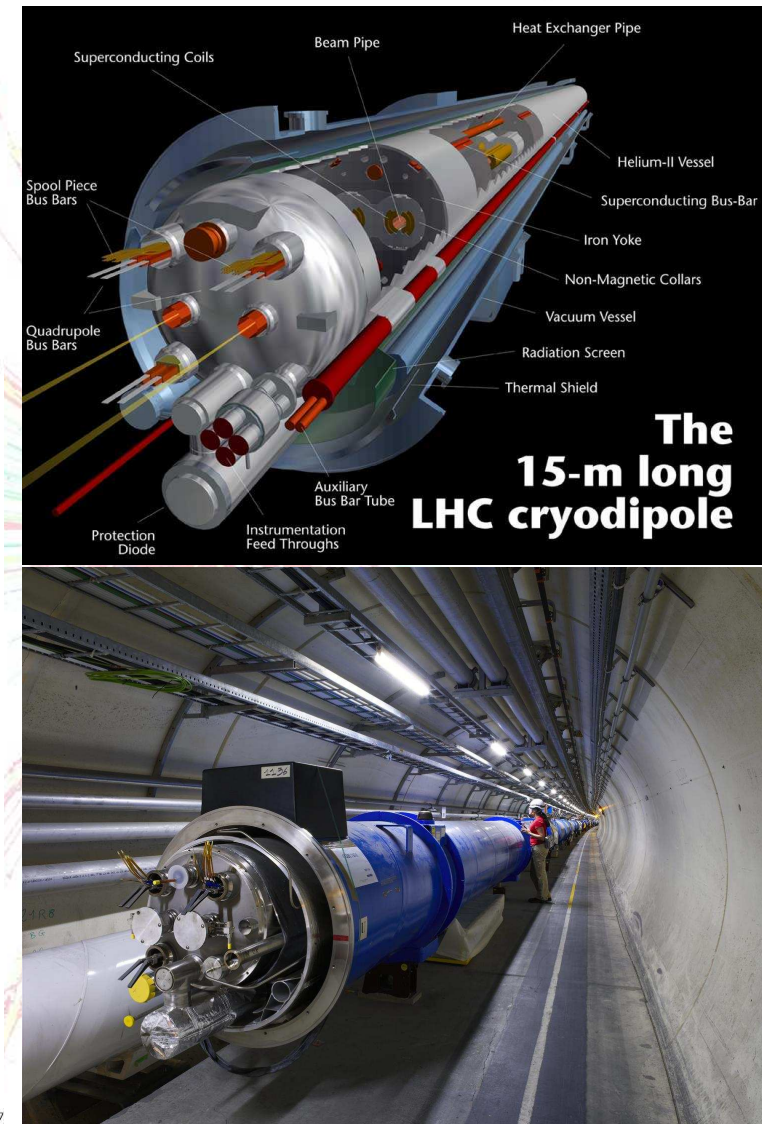 Heat Exchanger Pipe
Beam Pipe
Superconducting Coils
Helium-II Vessel
Spool Piece
Bus Bars
Superconducting Bus-Bar
Iron Yoke
Non-Magnetic Collars
Vacuum Vessel
Quadrupole
Bus Bars
Radiation Screen
Thermal Shield
The
15-m long
LHC cryodipole
Auxiliary
Bus Bar Tube
Instrumentation
Feed Throughs
Protection
Diode
2236
7